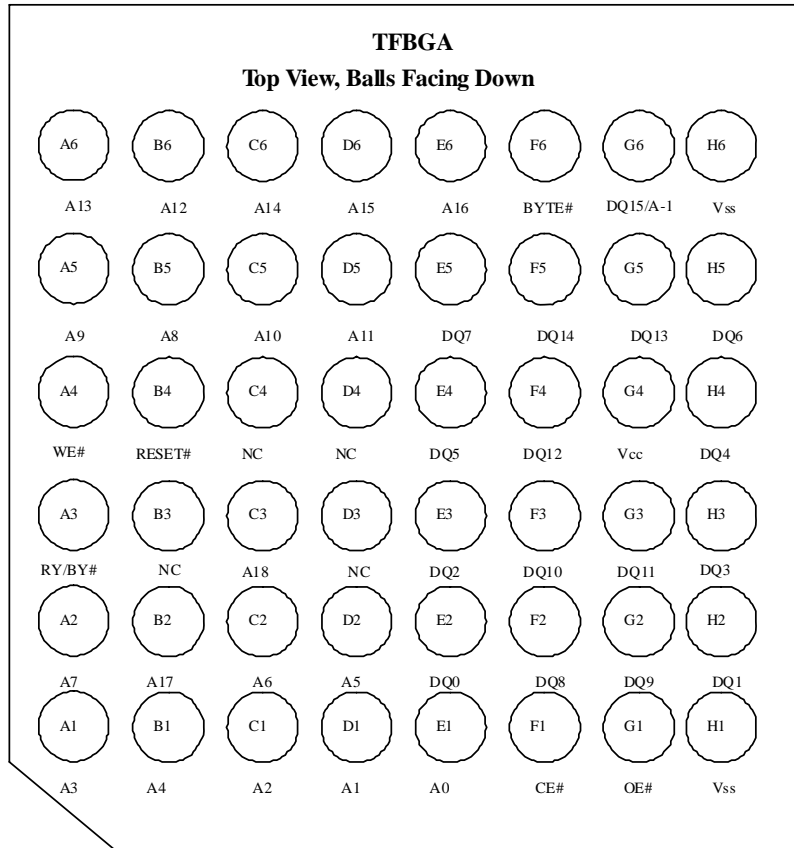 TFBGA
Top View, Balls Facing Down
A6 B6 C6 D6 E6 F6 G6 H6
A13 A12 A14 A15 A16 BYTE# DQ15/A-1 Vss
A5 B5 C5 D5 E5 F5 G5 H5
A9 A8 A10 A11 DQ7 DQ14 DQ13 DQ6
A4 B4 C4 D4 E4 F4 G4 H4
WE# RESET# NC NC DQ5 DQ12 Vcc DQ4
A3 B3 C3 D3 E3 F3 G3 H3
RY/BY# NC A18 NC DQ2 DQ10 DQ11 DQ3
A2 B2 C2 D2 E2 F2 G2 H2
A7 A17 A6 A5 DQ0 DQ8 DQ9 DQ1
A1 B1 C1 D1 E1 F1 G1 H1
A3 A4 A2 A1 A0 CE# OE# Vss